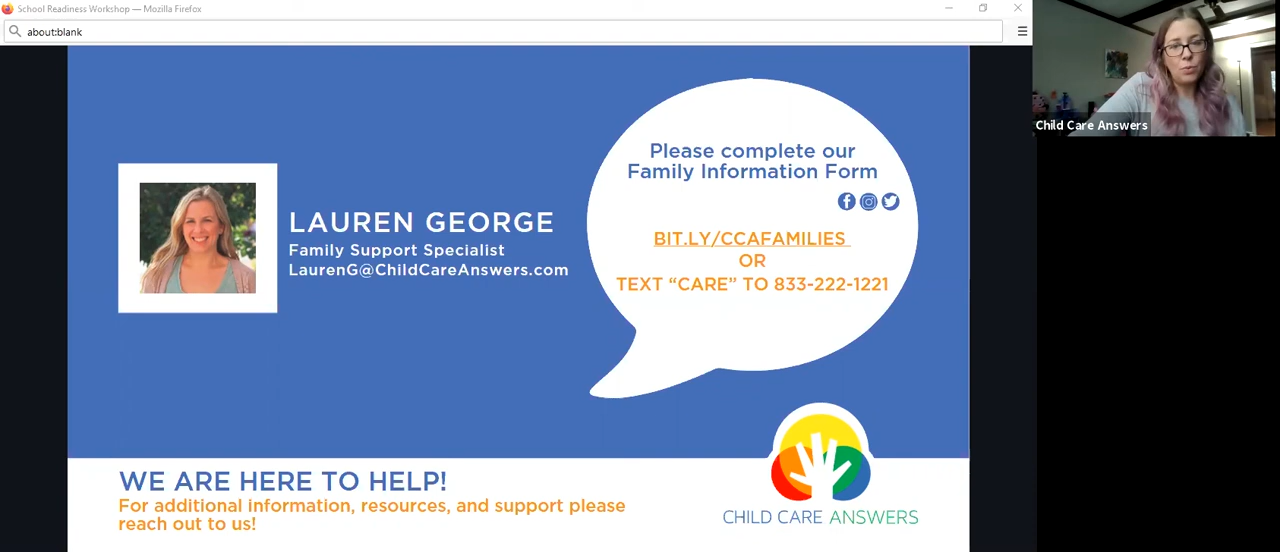 School Readiness Workshop — Mozilla Firefox
about:blank
Child Care Answers
Please complete our
Family Information Form
BIT.LY/CCAFAMILIES
OR
TEXT “CARE” TO 833-222-1221
LAUREN GEORGE
Family Support Specialist
LaurenG@ChildCareAnswers.com
WE ARE HERE TO HELP!
For additional information, resources, and support please
reach out to us!
CHILD CARE ANSWERS